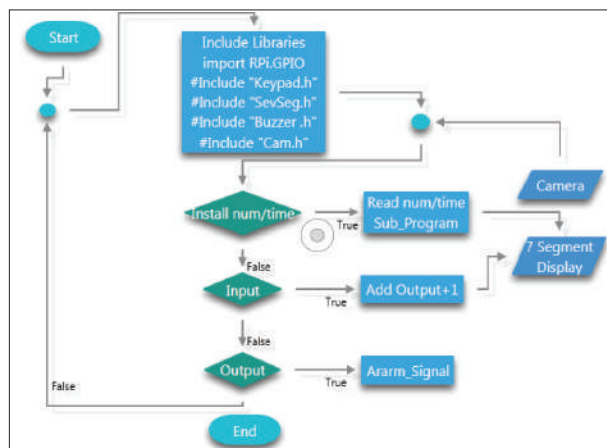 Start
Include Libraries
import RPi.GPIO
#Include "Keypad.h"
#Include "SevSeg.h"
#Include "Buzzer .h"
#Include "Cam.h"
Camera
Install num/time
True
Read num/time
Sub_Program
7 Segment
Display
False
Input
True
Add Output+1
False
Output
True
Ararm_Signal
False
End